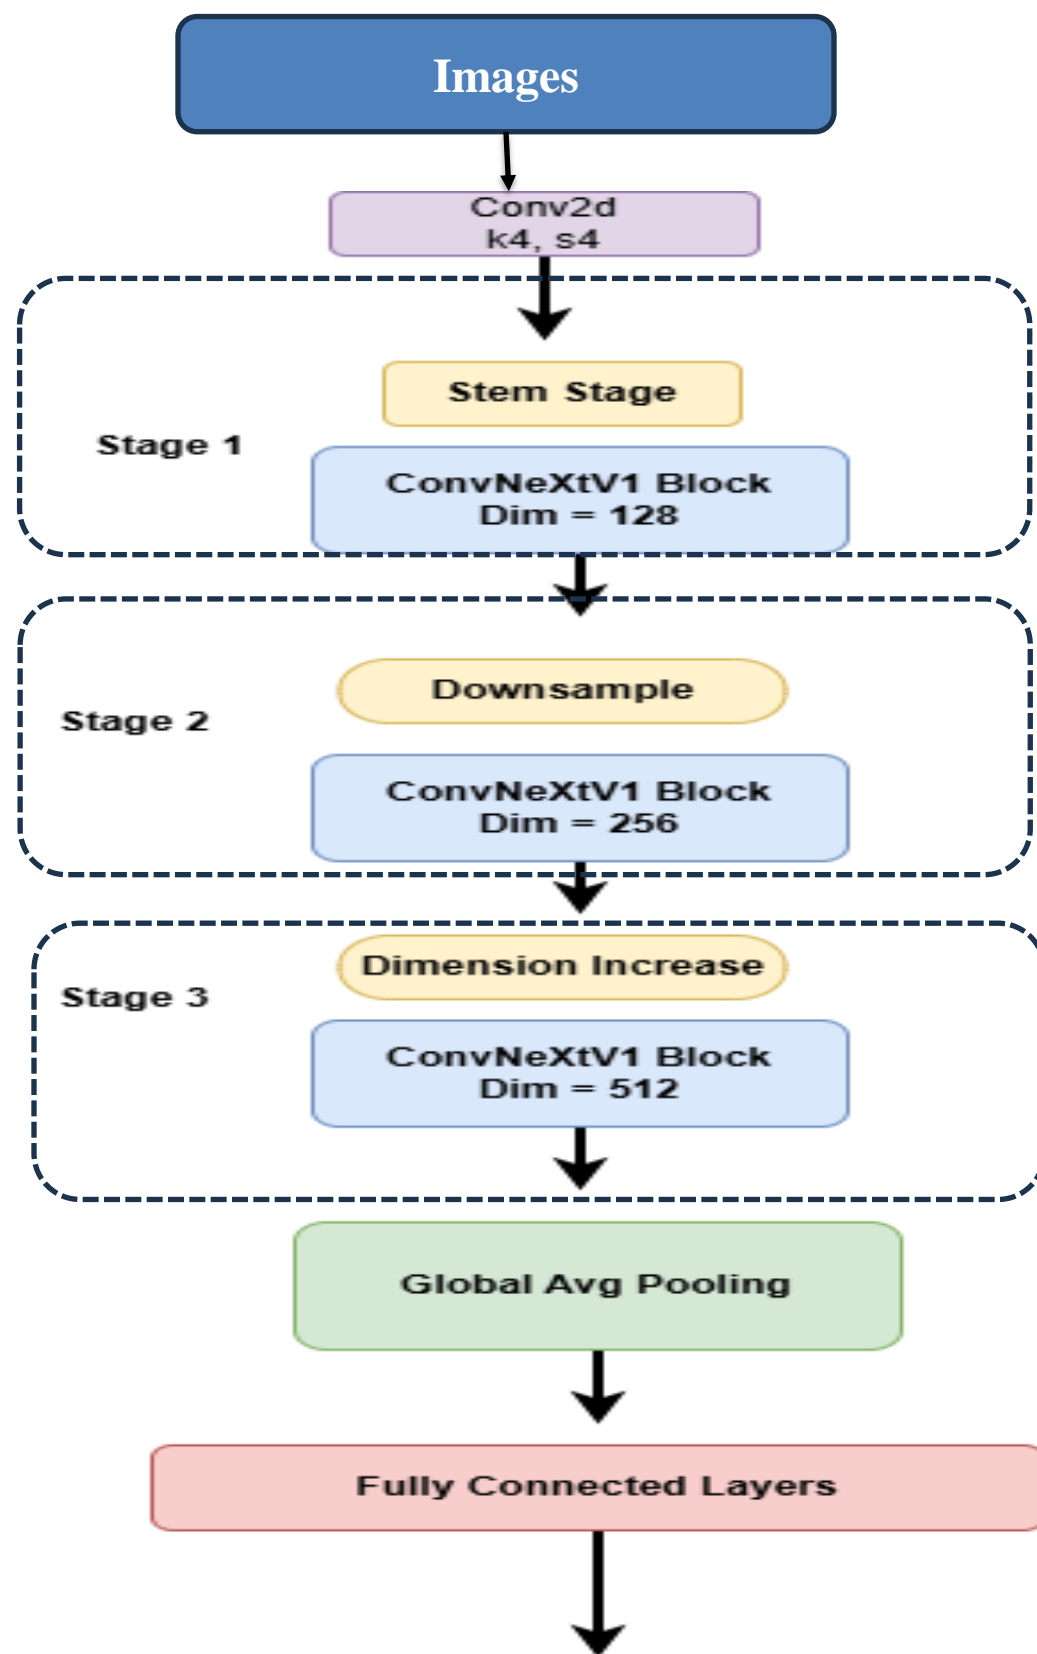 Images
Conv2d
k4, s4
Stem Stage
Stage 1
ConvNeXtV1 Block
Dim = 128
Downsample
Stage 2
ConvNeXtV1 Block
Dim = 256
Dimension Increase
Stage 3
ConvNeXtV1 Block
Dim = 512
Global Avg Pooling
Fully Connected Layers